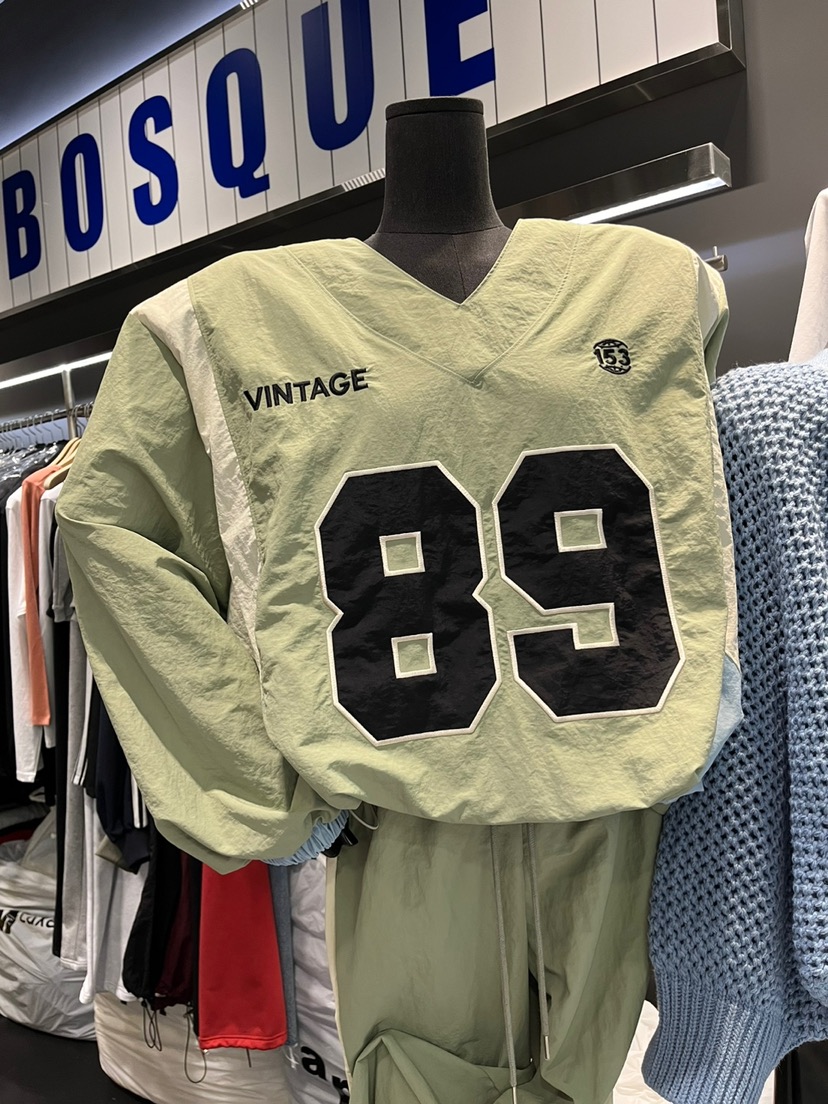 BOSQUE
VINTAGE
153
89